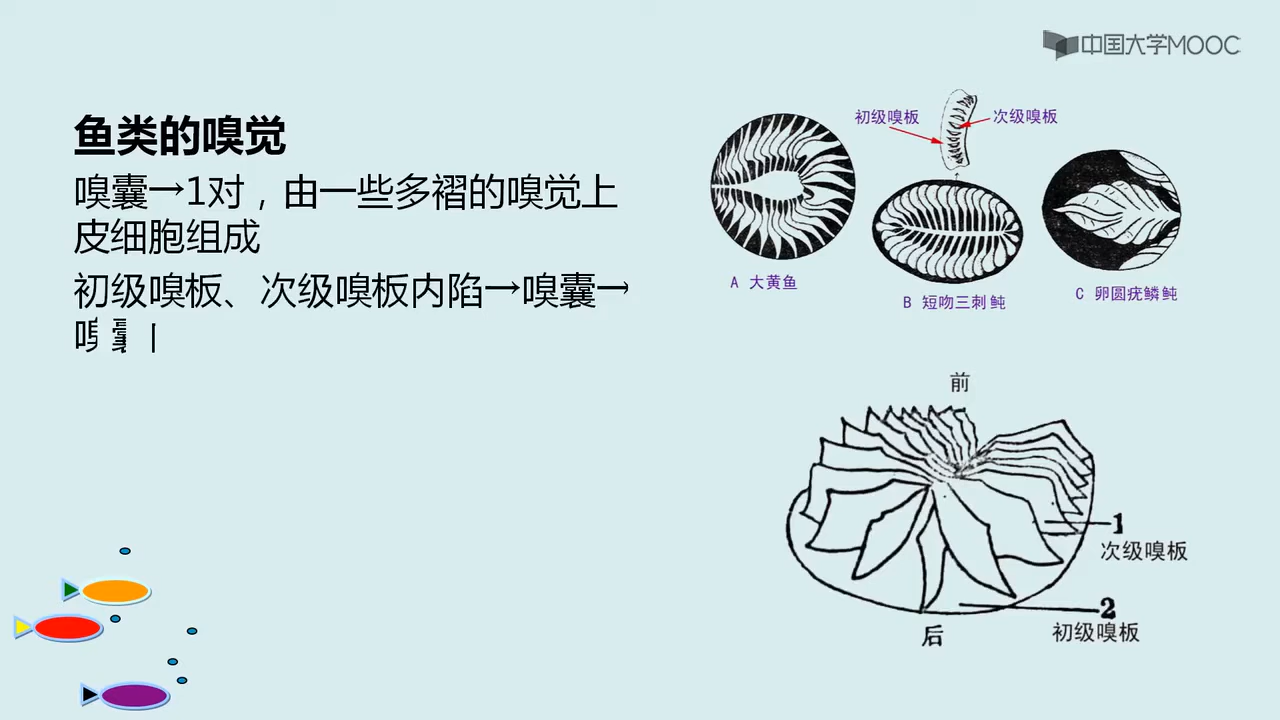 中国大学MOOC
鱼类的嗅觉
嗅囊→1对，由一些多褶的嗅觉上
皮细胞组成
初级嗅板、次级嗅板内陷→嗅囊→
初级嗅板
次级嗅板
A 大黄鱼
B 短吻三刺鲀
C 卵圆疣鳞鲀
前
1
次级嗅板
2
初级嗅板
后